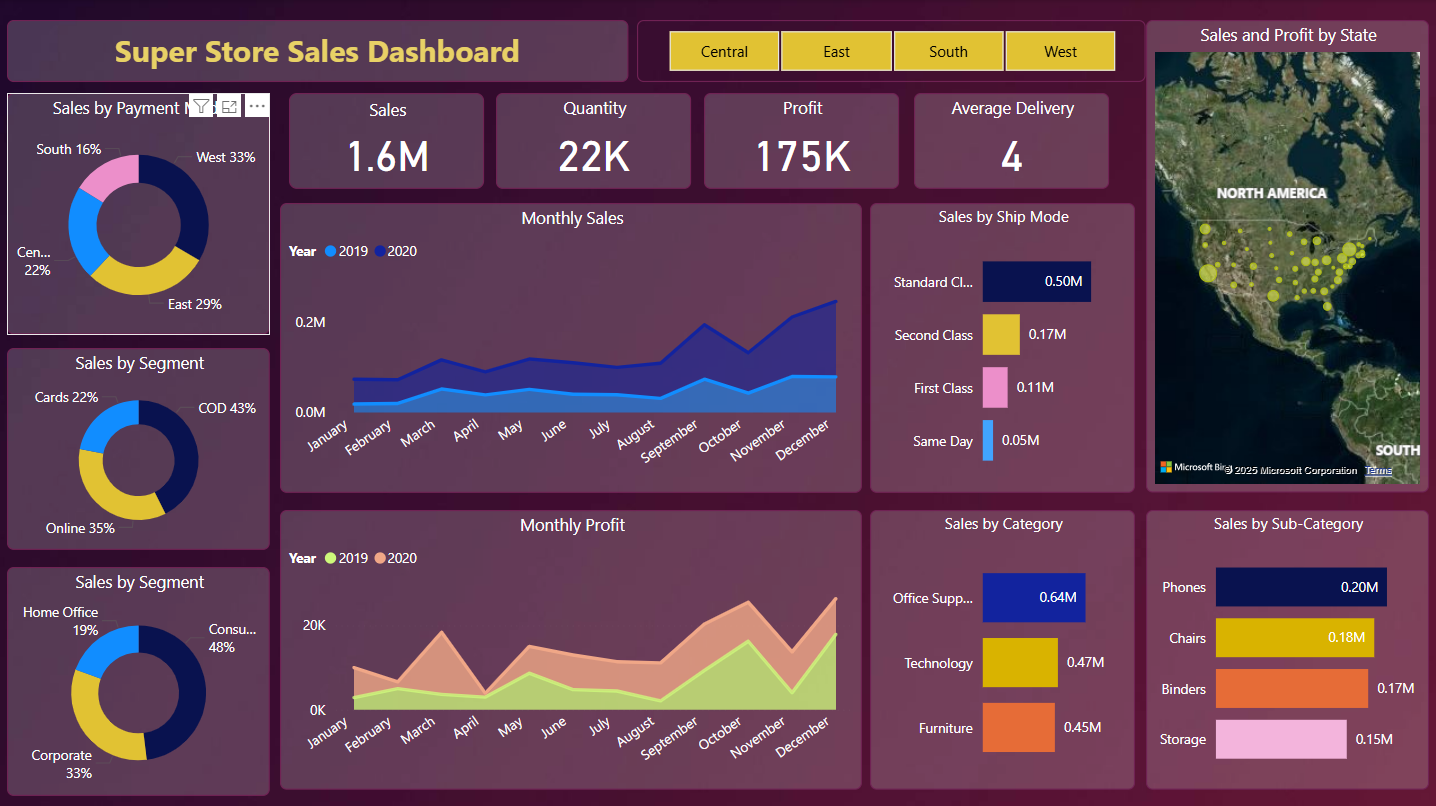 Super Store Sales Dashboard
Central
East
South
West
Sales and Profit by State
Sales by Payment
South 16%
West 33%
Cen...
22%
East 29%
Sales
1.6M
Quantity
22K
Profit
175K
Average Delivery
4
Monthly Sales
Year 2019 2020
0.2M
0.0M
January
February
March
April
May
June
July
August
September
October
November
December
Sales by Ship Mode
Standard Cl...
0.50M
Second Class
0.17M
First Class
0.11M
Same Day
0.05M
NORTH AMERICA
SOUTH
Microsoft Bing
© 2025 Microsoft Corporation Terms
Sales by Segment
Cards 22%
COD 43%
Online 35%
Sales by Segment
Home Office
19%
Consu...
48%
Corporate
33%
Monthly Profit
Year 2019 2020
20K
0K
January
February
March
April
May
June
July
August
September
October
November
December
Sales by Category
Office Supp...
0.64M
Technology
0.47M
Furniture
0.45M
Sales by Sub-Category
Phones
0.20M
Chairs
0.18M
Binders
0.17M
Storage
0.15M